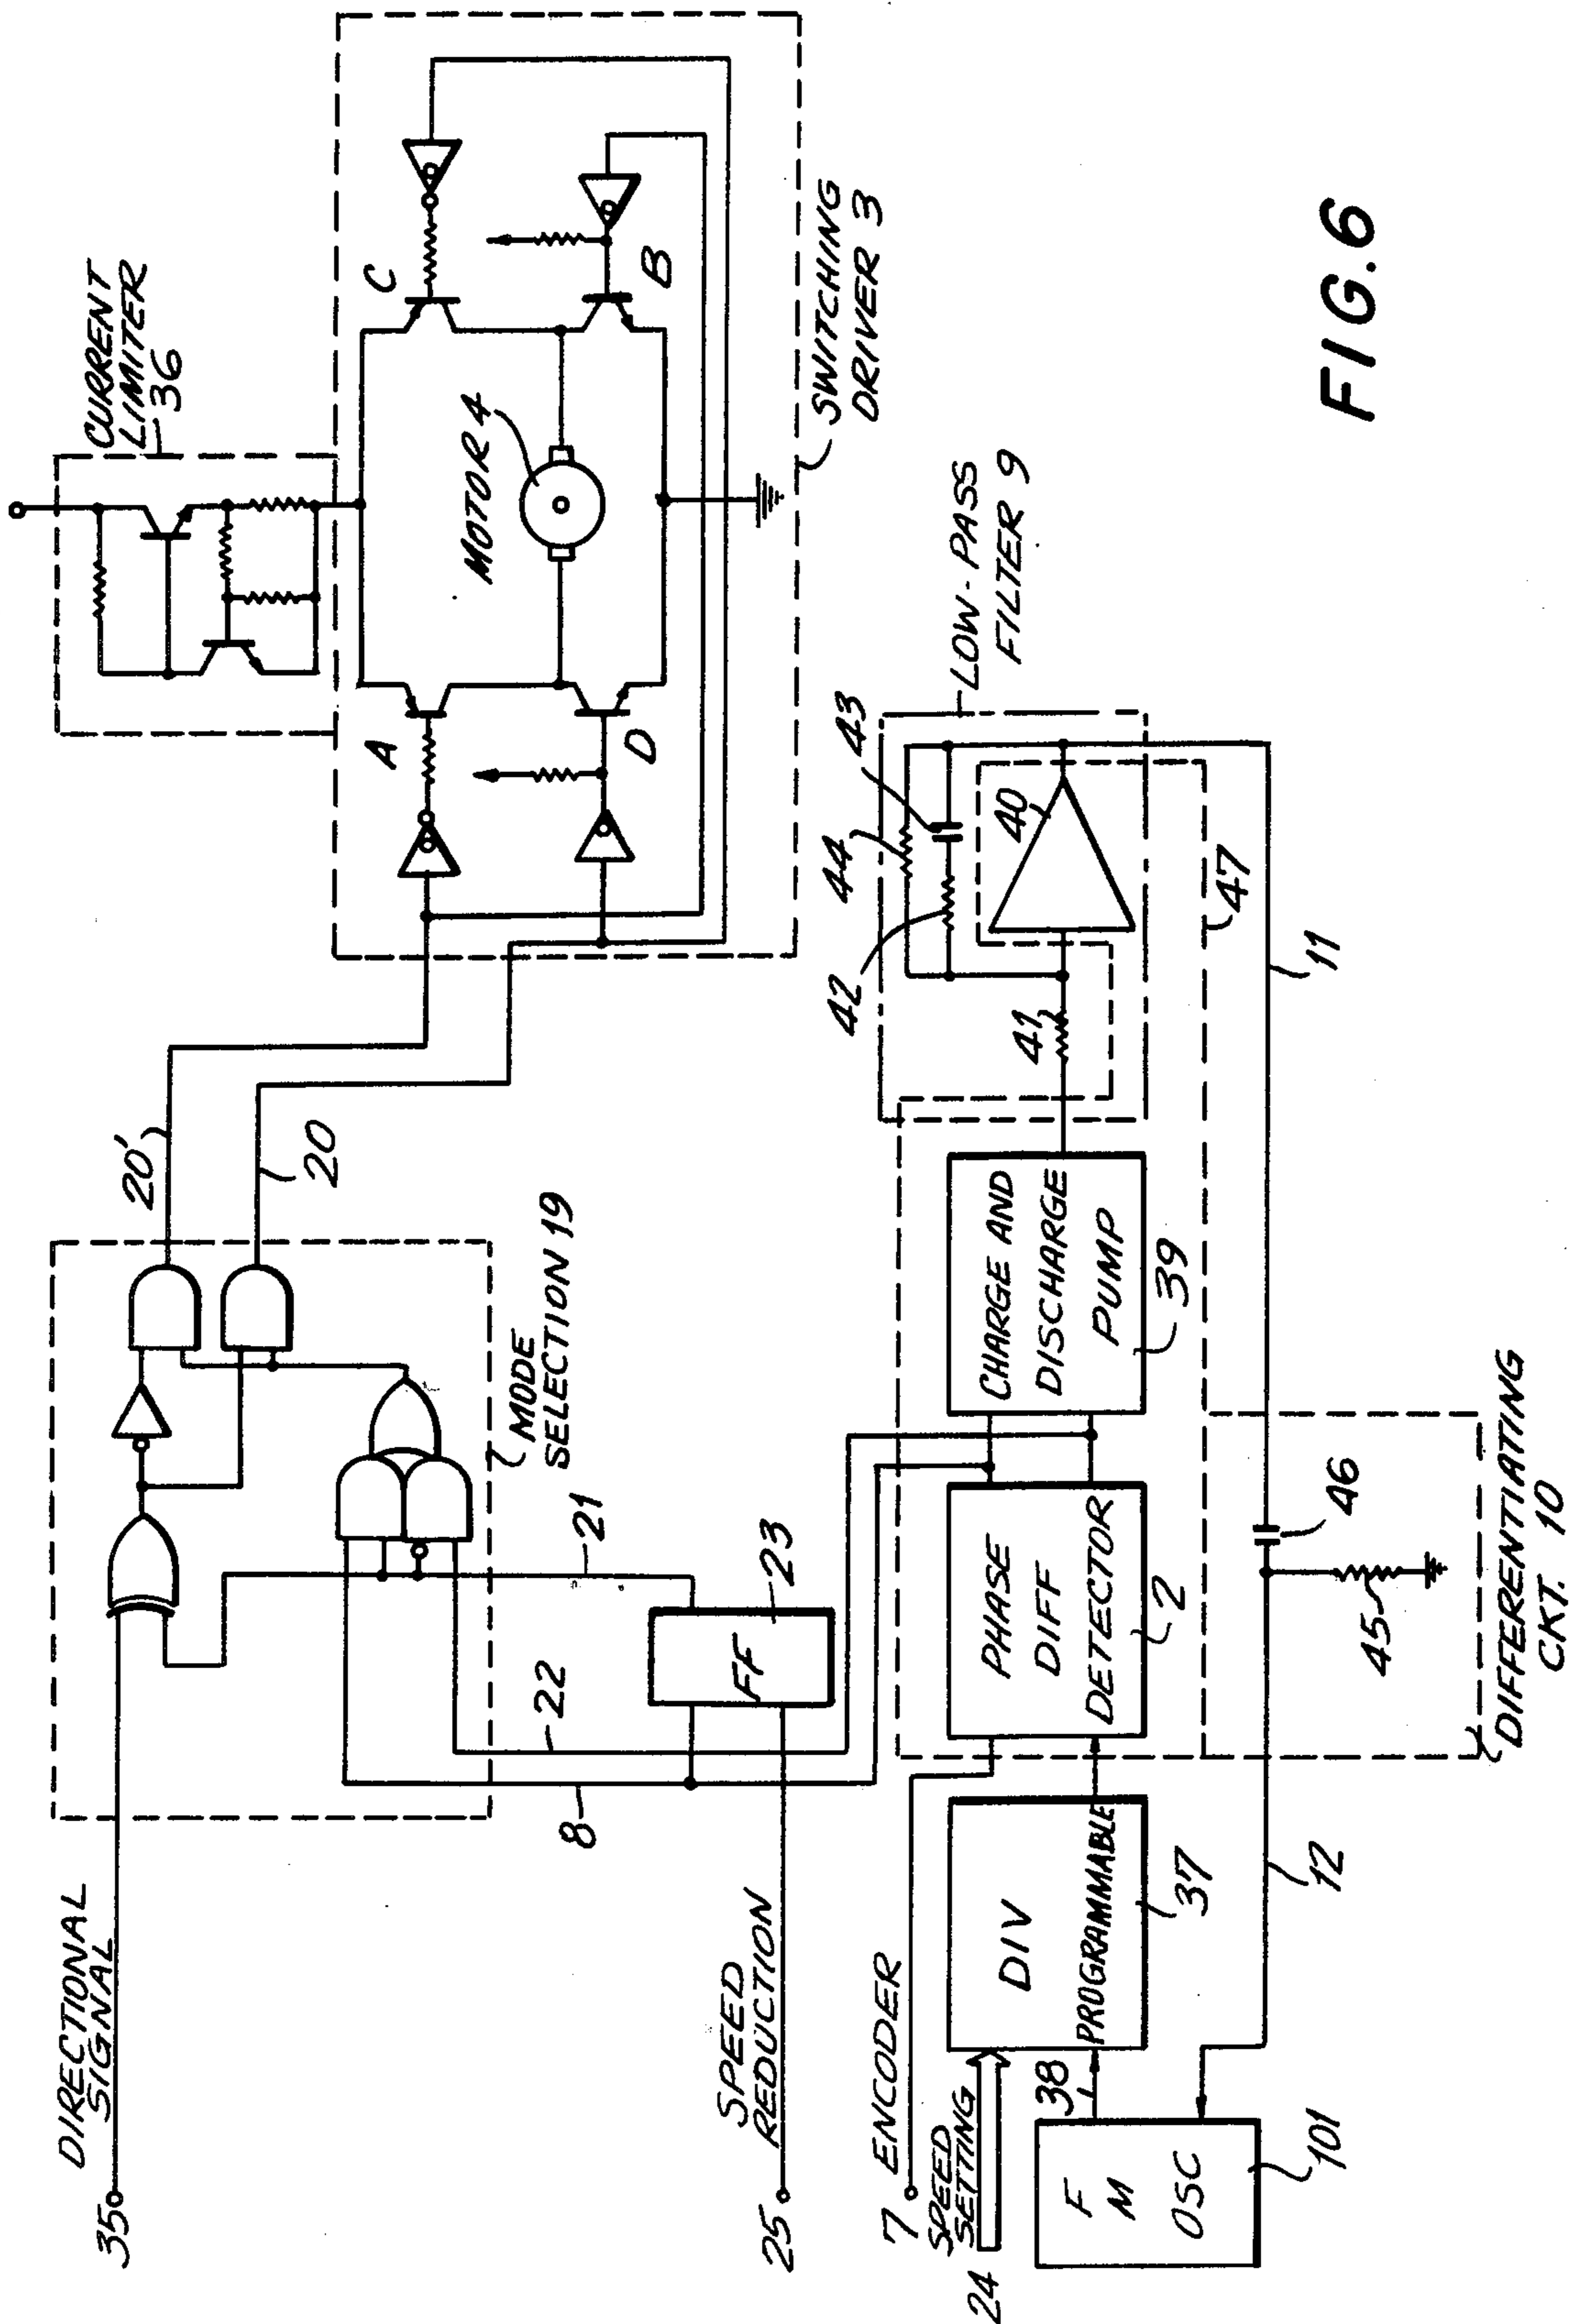 CURRENT
LIMITER
36
C
B
A
D
MOTOR 4
SWITCHING
DRIVER 3
20'
20
MODE
SELECTION 19
DIRECTIONAL
SIGNAL
35
21
22
8
FF
23
SPEED
REDUCTION
25
LOW-PASS
FILTER 9
43
44
42
40
41
47
11
CHARGE AND
DISCHARGE
PUMP
39
PHASE
DIFF
DETECTOR
2
ENCODER
7
SPEED
SETTING
24
DIV
PROGRAMMABLE
37
38
FM
OSC
101
12
46
45
DIFFERENTIATING
CKT. 10
FIG.6